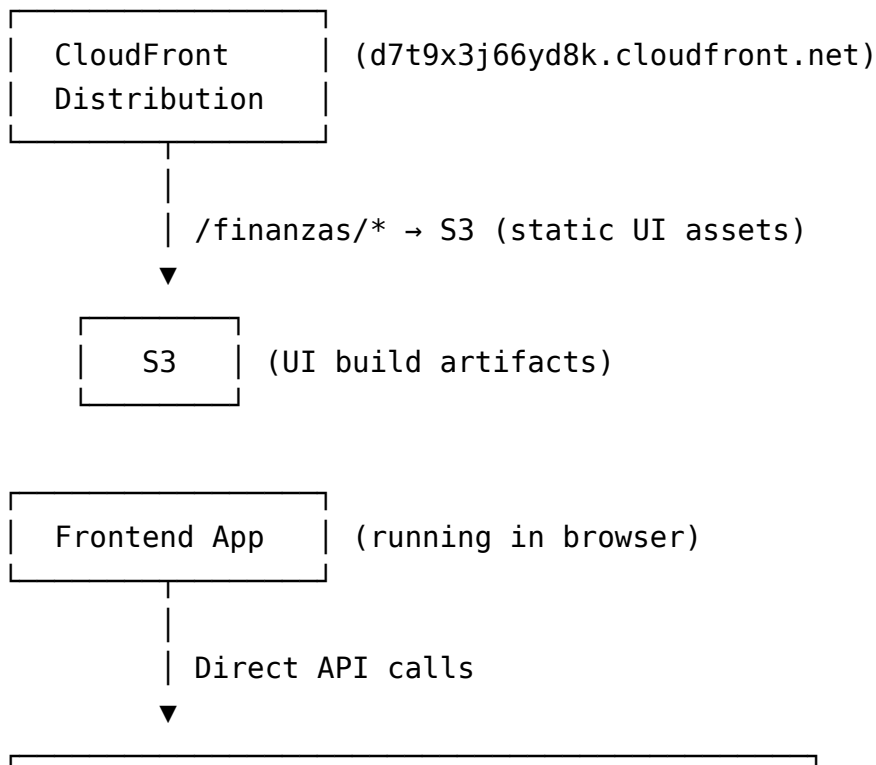 CloudFront (d7t9x3j66yd8k.cloudfront.net)
Distribution
/finanzas/* → S3 (static UI assets)
S3 (UI build artifacts)
Frontend App (running in browser)
Direct API calls